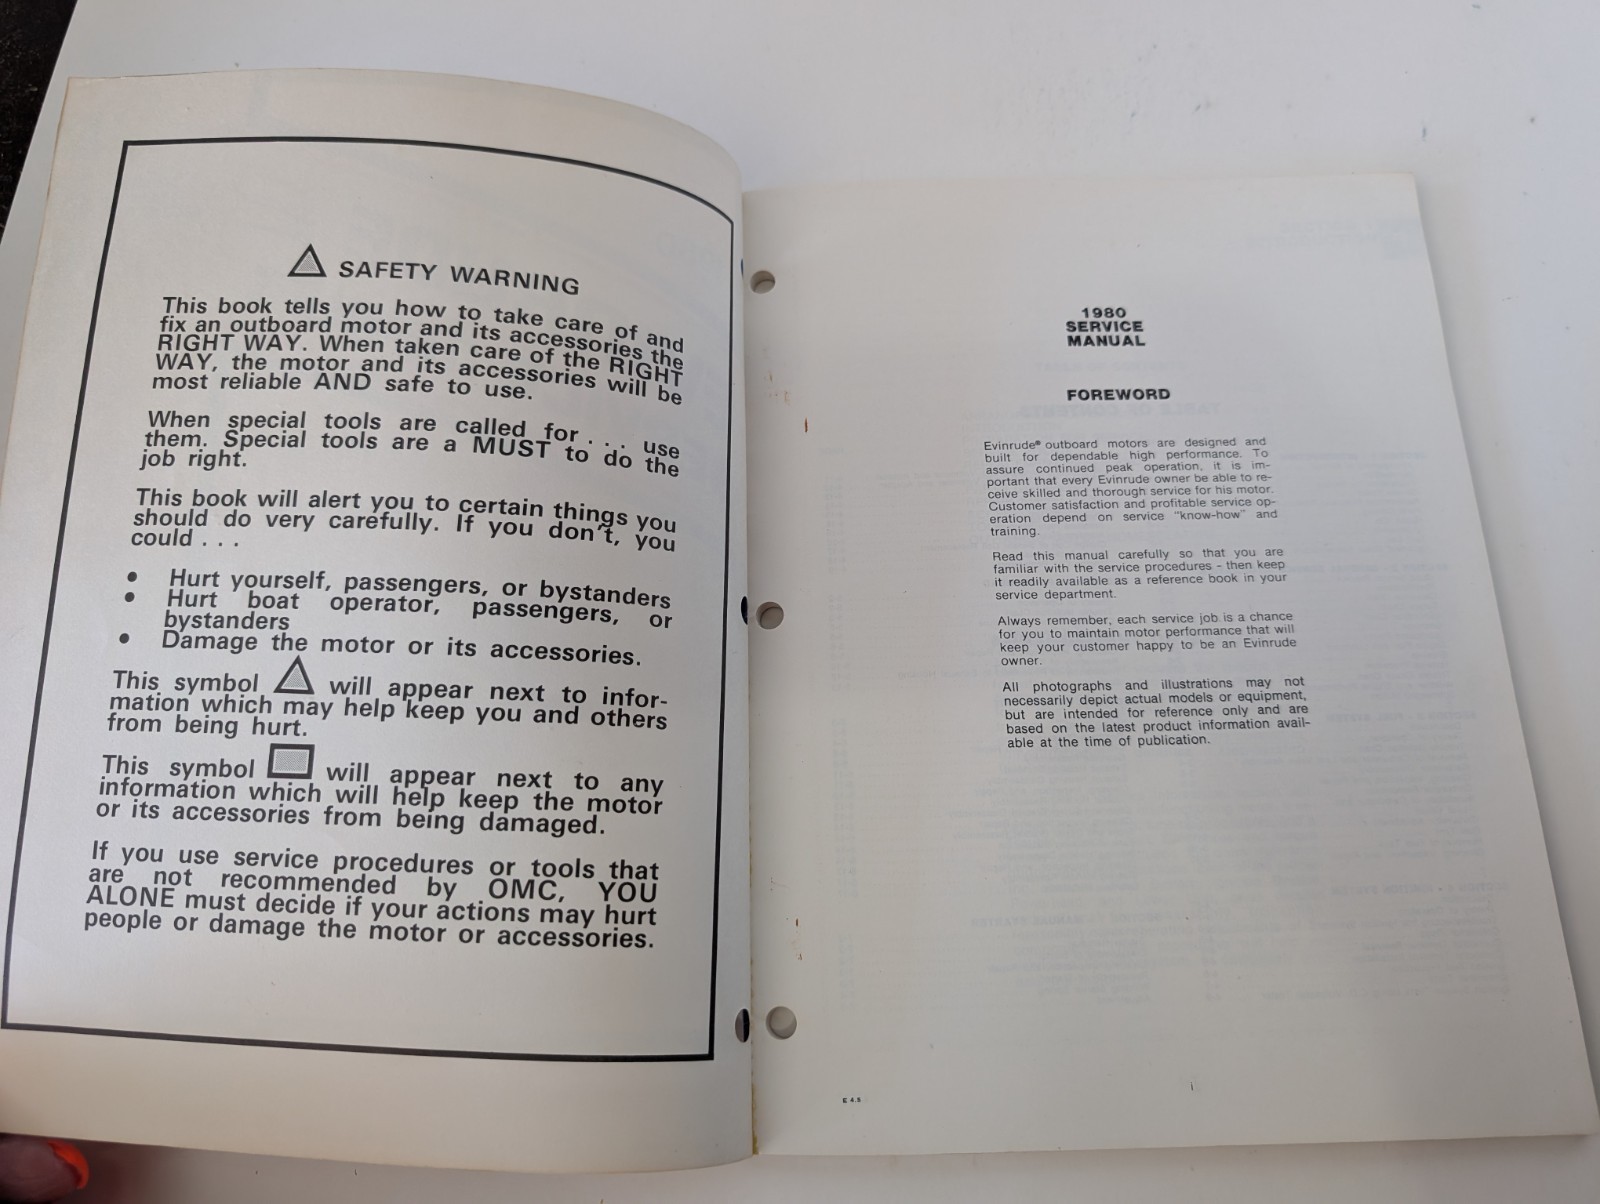 SAFETY WARNING
This book tells you how to take care of and
fix an outboard motor and its accessories the
RIGHT WAY. When taken care of the RIGHT
WAY, the motor and its accessories will be
most reliable AND safe to use.
When special tools are called for . . . use
them. Special tools are a MUST to do the
job right.
This book will alert you to certain things you
should do very carefully. If you don't, you
could . . .
• Hurt yourself, passengers, or bystanders
• Hurt boat operator, passengers, or
bystanders
• Damage the motor or its accessories.
This symbol will appear next to infor-
mation which may help keep you and others
from being hurt.
This symbol will appear next to any
information which will help keep the motor
or its accessories from being damaged.
If you use service procedures or tools that
are not recommended by OMC, YOU
ALONE must decide if your actions may hurt
people or damage the motor or accessories.
1980
SERVICE
MANUAL
FOREWORD
Evinrude® outboard motors are designed and
built for dependable high performance. To
assure continued peak operation, it is im-
portant that every Evinrude owner be able to re-
ceive skilled and thorough service for his motor.
Customer satisfaction and profitable service op-
eration depend on service "know-how" and
training.
Read this manual carefully so that you are
familiar with the service procedures - then keep
it readily available as a reference book in your
service department.
Always remember, each service job is a chance
for you to maintain motor performance that will
keep your customer happy to be an Evinrude
owner.
All photographs and illustrations may not
necessarily depict actual models or equipment,
but are intended for reference only and are
based on the latest product information avail-
able at the time of publication.
E 4.5